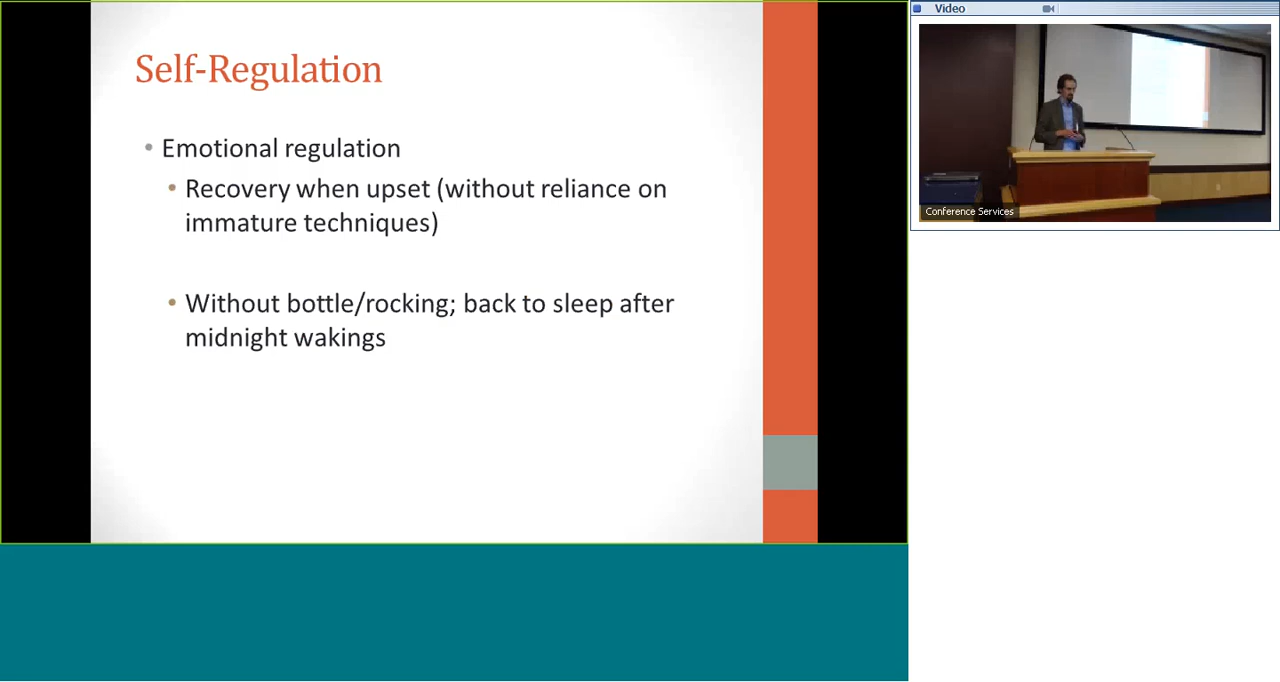 Self-Regulation
• Emotional regulation
• Recovery when upset (without reliance on
immature techniques)
• Without bottle/rocking; back to sleep after
midnight wakings
Video
Conference Services